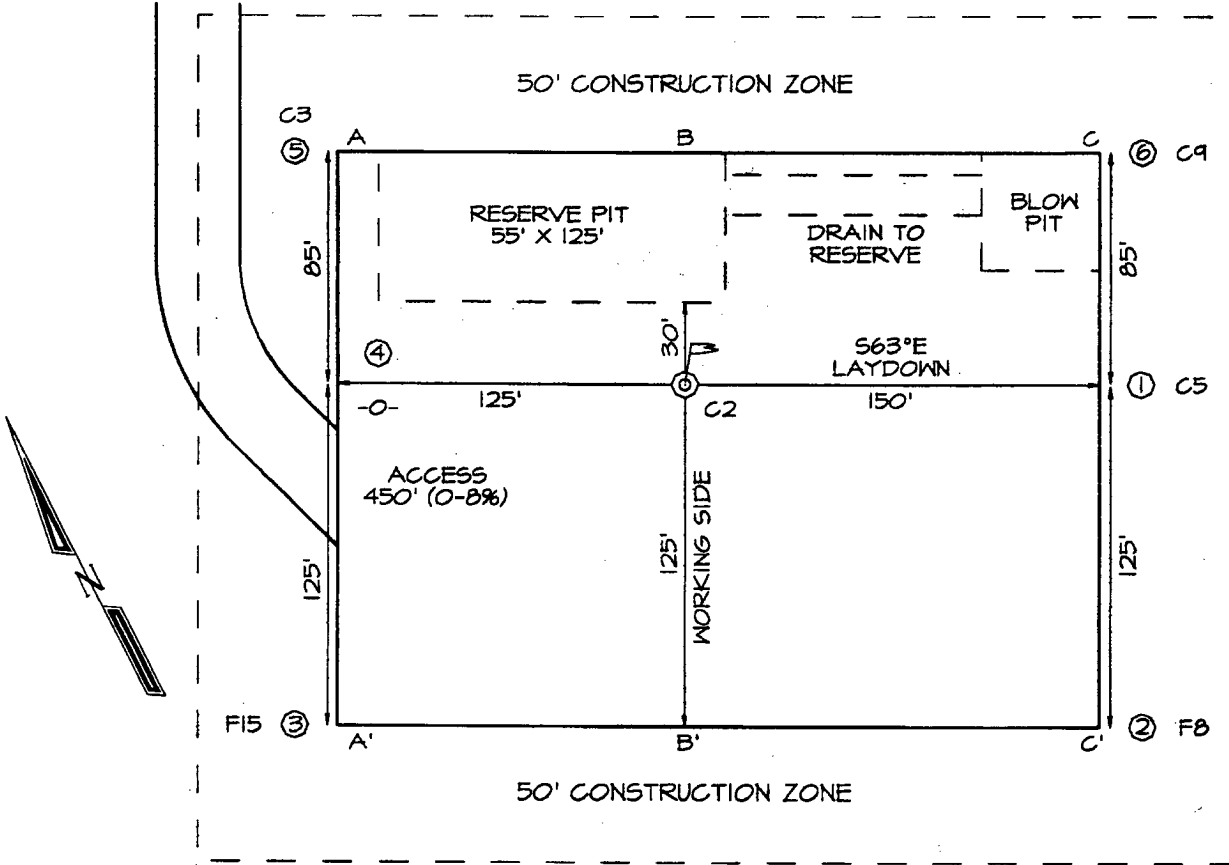 50' CONSTRUCTION ZONE
C3
5
A
B
C
6 C9
RESERVE PIT
55' X 125'
DRAIN TO
RESERVE
BLOW
PIT
85'
85'
30'
4
S63°E
LAYDOWN
-0-
125'
C2
150'
1 C5
ACCESS
450' (0-8%)
125'
125'
WORKING SIDE
125'
N
F15 3
A'
B'
C'
2 F8
50' CONSTRUCTION ZONE